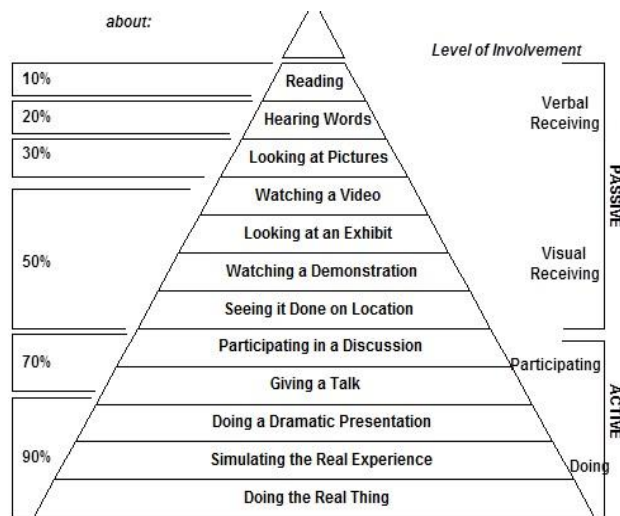 about:
Level of Involvement
10%
Reading
20%
Hearing Words
Verbal
Receiving
30%
Looking at Pictures
Watching a Video
PASSIVE
50%
Looking at an Exhibit
Watching a Demonstration
Visual
Receiving
Seeing it Done on Location
70%
Participating in a Discussion
Participating
Giving a Talk
ACTIVE
Doing a Dramatic Presentation
90%
Simulating the Real Experience
Doing
Doing the Real Thing